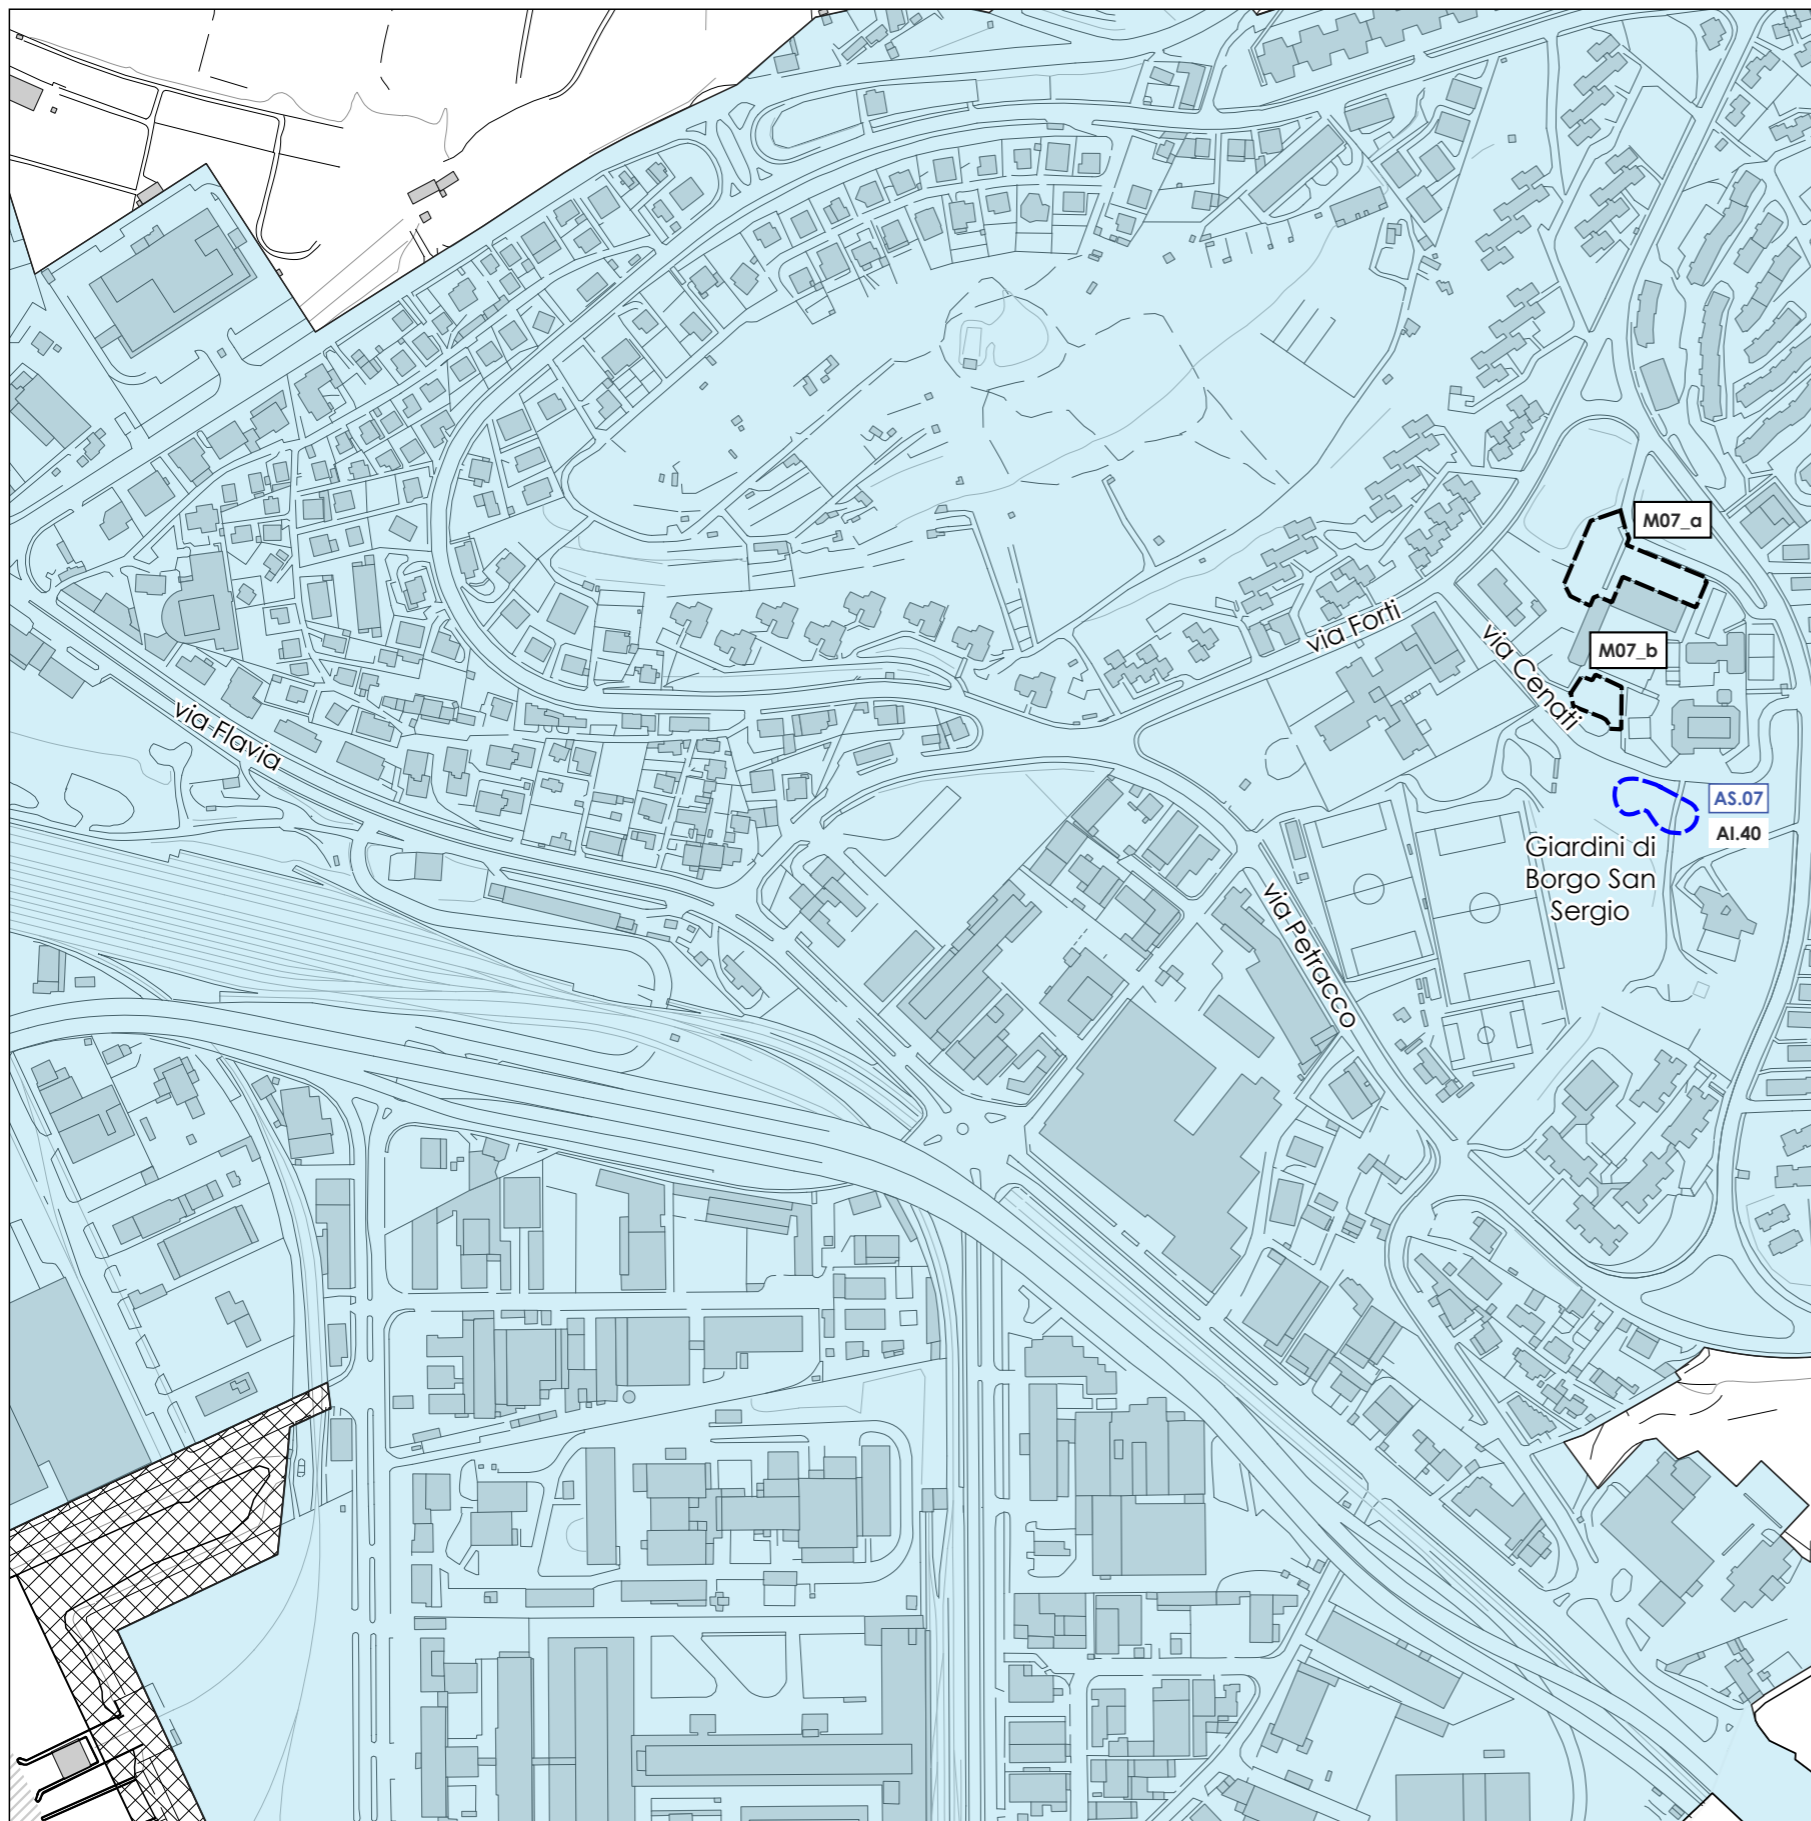 M07_a
via Forti
via Cenati
M07_b
via Flavia
AS.07
AI.40
Giardini di
Borgo San
Sergio
via Petracco